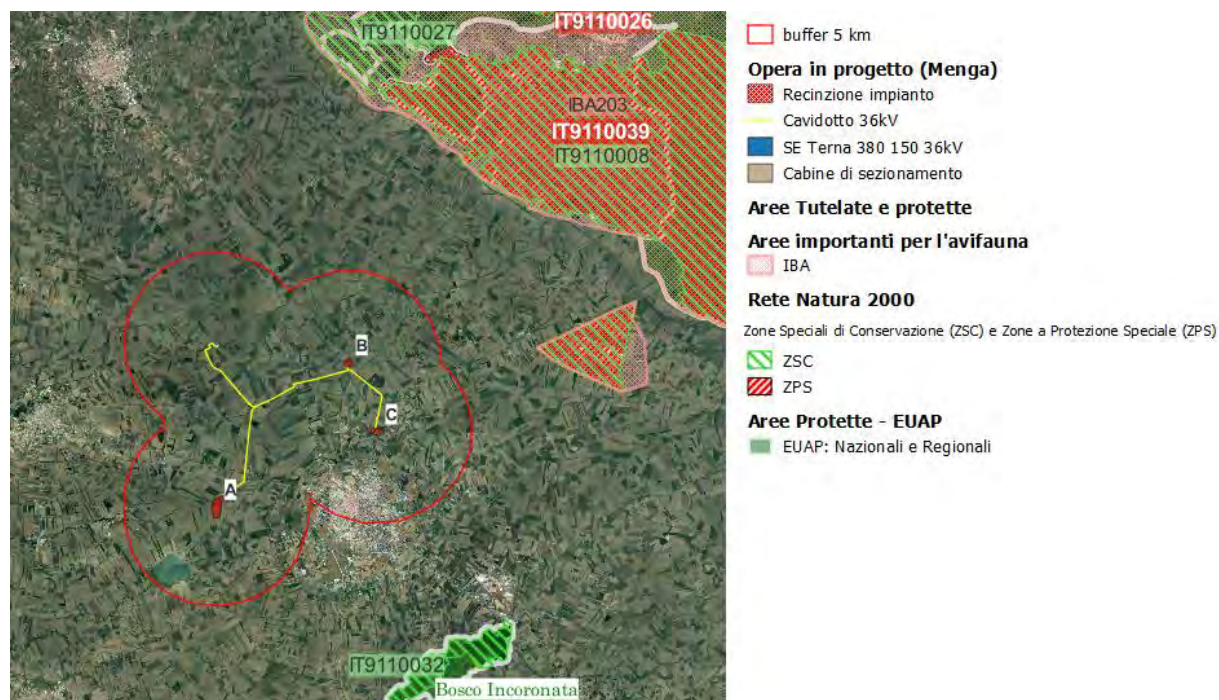 IT9110026
IT9110027
IBA203
IT9110039
IT9110008
B
C
A
IT9110032
Bosco Incoronata
buffer 5 km
Opera in progetto (Menga)
Recinzione impianto
Cavidotto 36kV
SE Terna 380 150 36kV
Cabine di sezionamento
Aree Tutelate e protette
Aree importanti per l'avifauna
IBA
Rete Natura 2000
Zone Speciali di Conservazione (ZSC) e Zone a Protezione Speciale (ZPS)
ZSC
ZPS
Aree Protette - EUAP
EUAP: Nazionali e Regionali